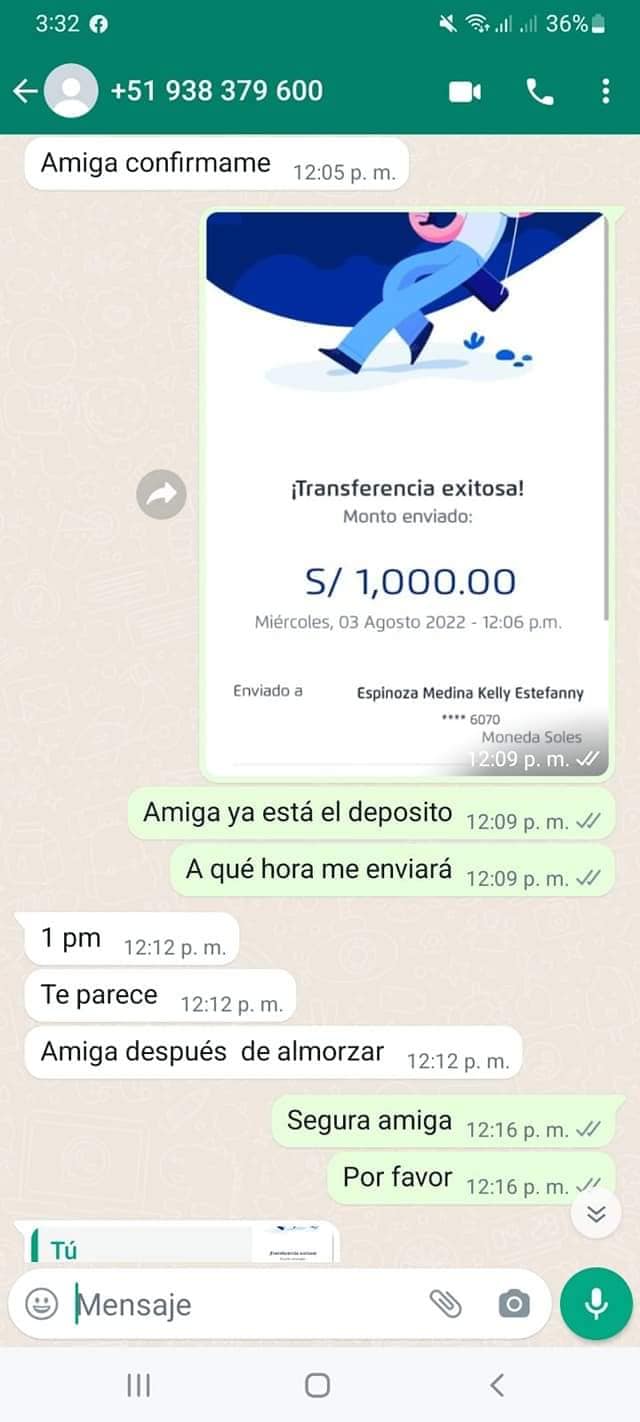 3:32 36%
+51 938 379 600
Amiga confirmame 12:05 p. m.
¡Transferencia exitosa!
Monto enviado:
S/ 1,000.00
Miércoles, 03 Agosto 2022 - 12:06 p.m.
Enviado a Espinoza Medina Kelly Estefanny
**** 6070
Moneda Soles
12:09 p. m.
Amiga ya está el deposito 12:09 p. m.
A qué hora me enviará 12:09 p. m.
1 pm 12:12 p. m.
Te parece 12:12 p. m.
Amiga después de almorzar 12:12 p. m.
Segura amiga 12:16 p. m.
Por favor 12:16 p. m.
Tú
Mensaje